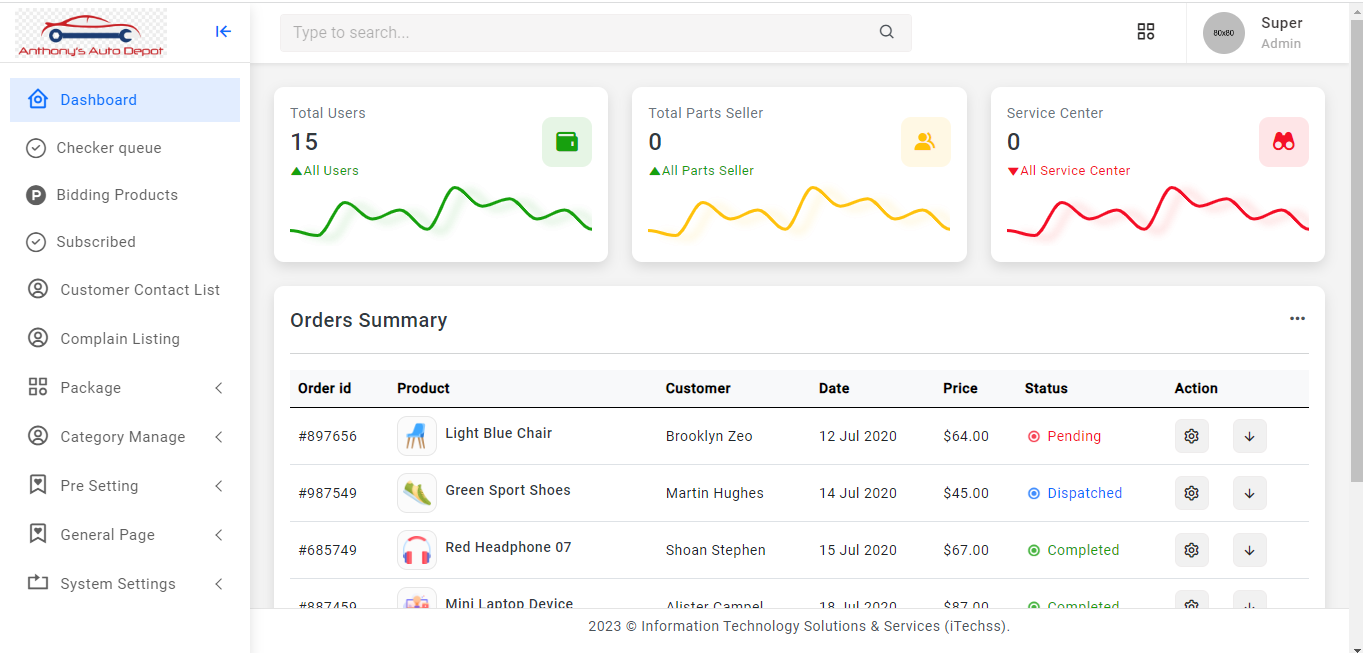 Anthony's Auto Depot
Type to search...
80x80
Super
Admin
Dashboard
Checker queue
P
Bidding Products
Subscribed
Customer Contact List
Complain Listing
Package
Category Manage
Pre Setting
General Page
System Settings
Total Users
15
All Users
Total Parts Seller
0
All Parts Seller
Service Center
0
All Service Center
Orders Summary
Order id Product Customer Date Price Status Action
#897656 Light Blue Chair Brooklyn Zeo 12 Jul 2020 $64.00 Pending
#987549 Green Sport Shoes Martin Hughes 14 Jul 2020 $45.00 Dispatched
#685749 Red Headphone 07 Shoan Stephen 15 Jul 2020 $67.00 Completed
#887459 Mini Laptop Device Alister Campel 18 Jul 2020 $87.00 Completed
2023 © Information Technology Solutions & Services (iTechss).